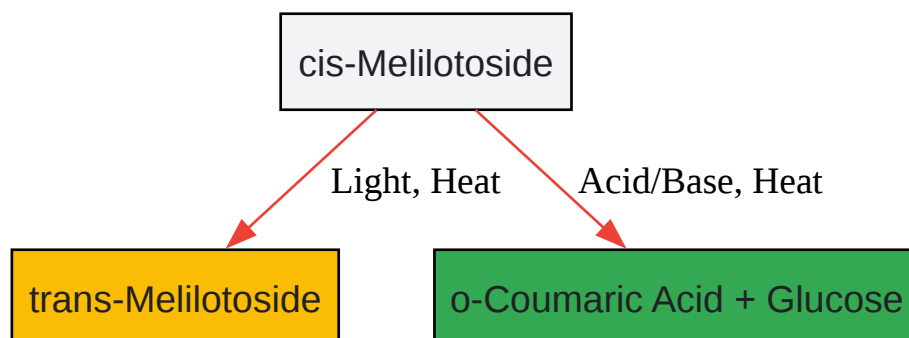 cis-Melilotoside
Light, Heat
Acid/Base, Heat
trans-Melilotoside
o-Coumaric Acid + Glucose